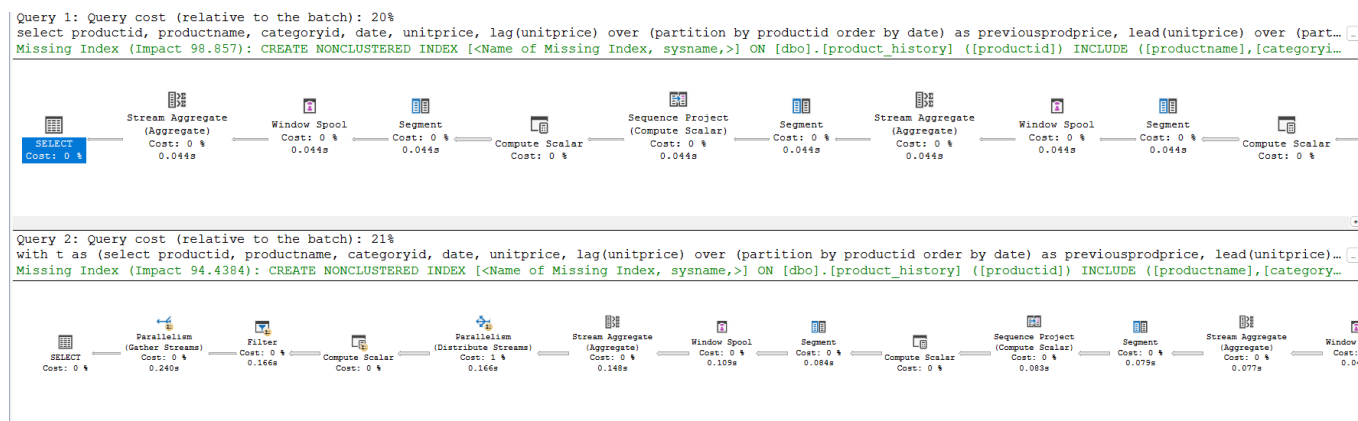 Query 1: Query cost (relative to the batch): 20%
select productid, productname, categoryid, date, unitprice, lag(unitprice) over (partition by productid order by date) as previousprodprice, lead(unitprice) over (part...
Missing Index (Impact 98.857): CREATE NONCLUSTERED INDEX [<Name of Missing Index, sysname,>] ON [dbo].[product_history] ([productid]) INCLUDE ([productname],[categoryi...
SELECT
Cost: 0 %
Stream Aggregate
(Aggregate)
Cost: 0 %
0.044s
Window Spool
Cost: 0 %
0.044s
Segment
Cost: 0 %
0.044s
Compute Scalar
Cost: 0 %
Sequence Project
(Compute Scalar)
Cost: 0 %
0.044s
Segment
Cost: 0 %
0.044s
Stream Aggregate
(Aggregate)
Cost: 0 %
0.044s
Window Spool
Cost: 0 %
0.044s
Segment
Cost: 0 %
0.044s
Compute Scalar
Cost: 0 %
Query 2: Query cost (relative to the batch): 21%
with t as (select productid, productname, categoryid, date, unitprice, lag(unitprice) over (partition by productid order by date) as previousprodprice, lead(unitprice)...
Missing Index (Impact 94.4384): CREATE NONCLUSTERED INDEX [<Name of Missing Index, sysname,>] ON [dbo].[product_history] ([productid]) INCLUDE ([productname],[category...
SELECT
Cost: 0 %
Parallelism
(Gather Streams)
Cost: 0 %
0.240s
Filter
Cost: 0 %
0.166s
Compute Scalar
Cost: 0 %
Parallelism
(Distribute Streams)
Cost: 1 %
0.166s
Stream Aggregate
(Aggregate)
Cost: 0 %
0.148s
Window Spool
Cost: 0 %
0.109s
Segment
Cost: 0 %
0.084s
Compute Scalar
Cost: 0 %
Sequence Project
(Compute Scalar)
Cost: 0 %
0.083s
Segment
Cost: 0 %
0.079s
Stream Aggregate
(Aggregate)
Cost: 0 %
0.077s
Window
Cost: